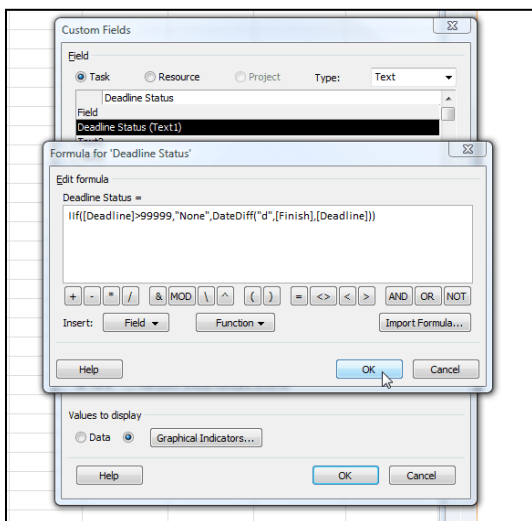 Custom Fields
Field
Task Resource Project Type: Text
Deadline Status
Field
Deadline Status (Text1)
Formula for 'Deadline Status'
Edit formula
Deadline Status =
IIf([Deadline]>99999,"None",DateDiff("d",[Finish],[Deadline]))
+ - * / & MOD \ ^ ( ) = <> < > AND OR NOT
Insert: Field Function Import Formula...
Help OK Cancel
Values to display
Data Graphical Indicators...
Help OK Cancel